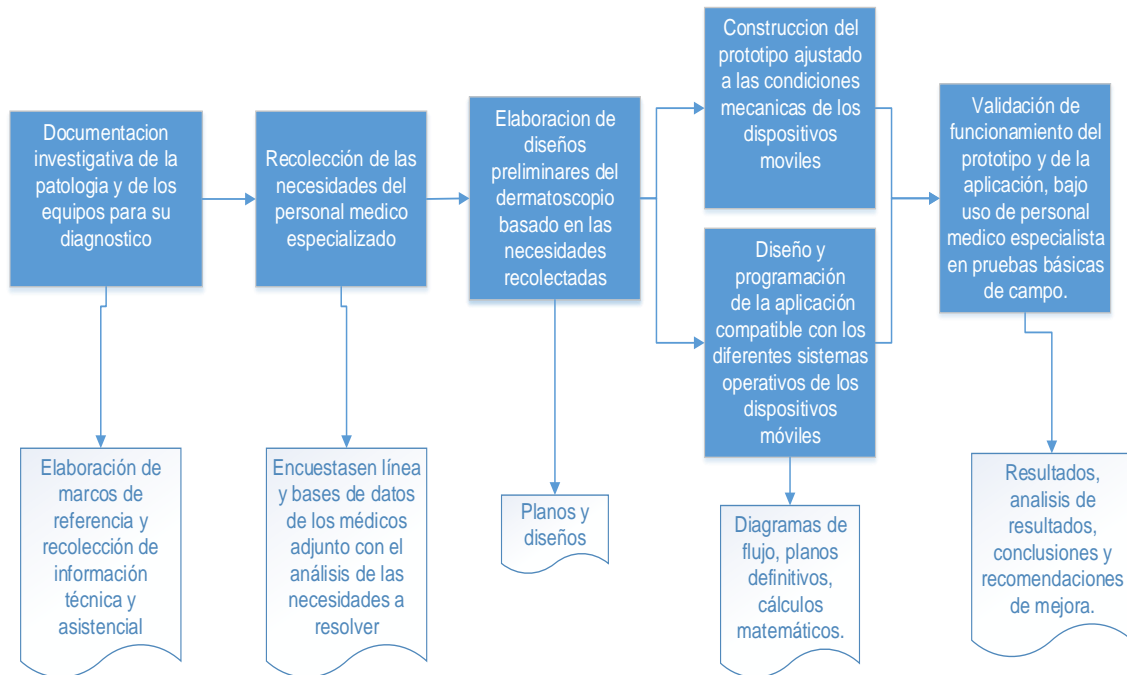 Documentacion
investigativa de la
patologia y de los
equipos para su
diagnostico
Recolección de las
necesidades del
personal medico
especializado
Elaboracion de
diseños
preliminares del
dermatoscopio
basado en las
necesidades
recolectadas
Construccion del
prototipo ajustado
a las condiciones
mecanicas de los
dispositivos
moviles
Diseño y
programación
de la aplicación
compatible con los
diferentes sistemas
operativos de los
dispositivos
móviles
Validación de
funcionamiento del
prototipo y de la
aplicación, bajo
uso de personal
medico especialista
en pruebas básicas
de campo.
Elaboración de
marcos de
referencia y
recolección de
información
técnica y
asistencial
Encuestasen línea
y bases de datos
de los médicos
adjunto con el
análisis de las
necesidades a
resolver
Planos y
diseños
Diagramas de
flujo, planos
definitivos,
cálculos
matemáticos.
Resultados,
analisis de
resultados,
conclusiones y
recomendaciones
de mejora.